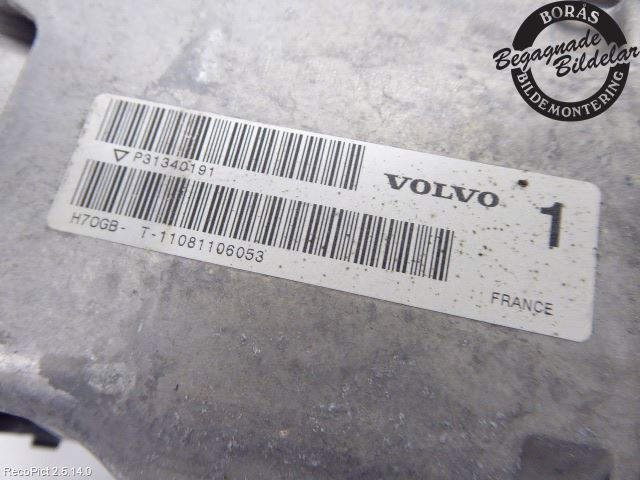 BORÅS
Begagnade
Bildelar
BILDEMONTERING
P31340191
VOLVO
1
H70GB - T-11081106053
FRANCE
RecoPict 2.5.14.0